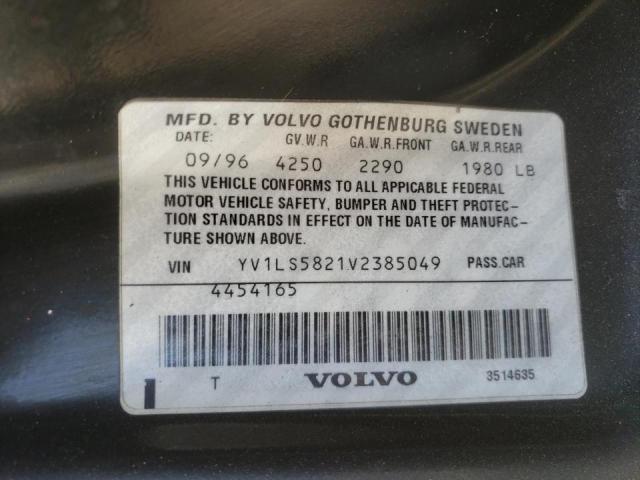 MFD. BY VOLVO GOTHENBURG SWEDEN
DATE: GV.W.R GA.W.R.FRONT GA.W.R.REAR
09/96 4250 2290 1980 LB
THIS VEHICLE CONFORMS TO ALL APPICABLE FEDERAL
MOTOR VEHICLE SAFETY, BUMPER AND THEFT PROTEC-
TION STANDARDS IN EFFECT ON THE DATE OF MANUFAC-
TURE SHOWN ABOVE.
VIN YV1LS5821V2385049 PASS.CAR
4454165
T VOLVO 3514635